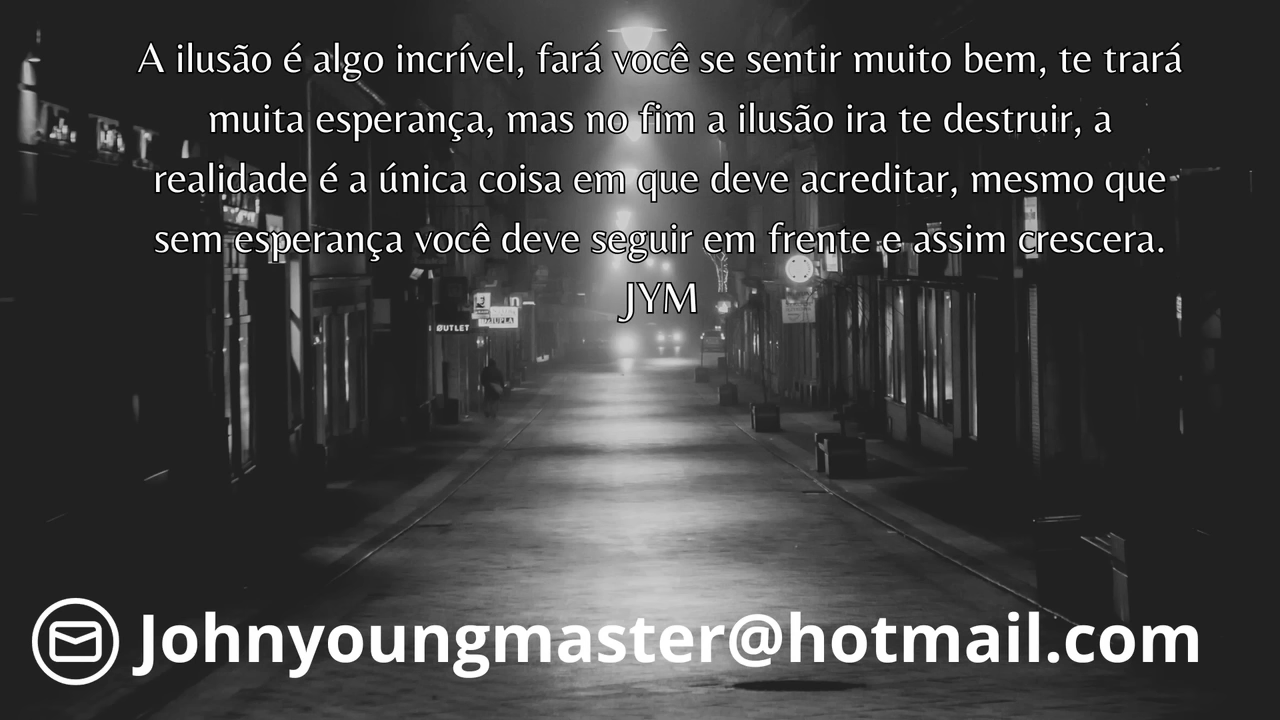 A ilusão é algo incrível, fará você se sentir muito bem, te trará
muita esperança, mas no fim a ilusão ira te destruir, a
realidade é a única coisa em que deve acreditar, mesmo que
sem esperança você deve seguir em frente e assim crescera.
JYM
OUTLET
Johnyoungmaster@hotmail.com